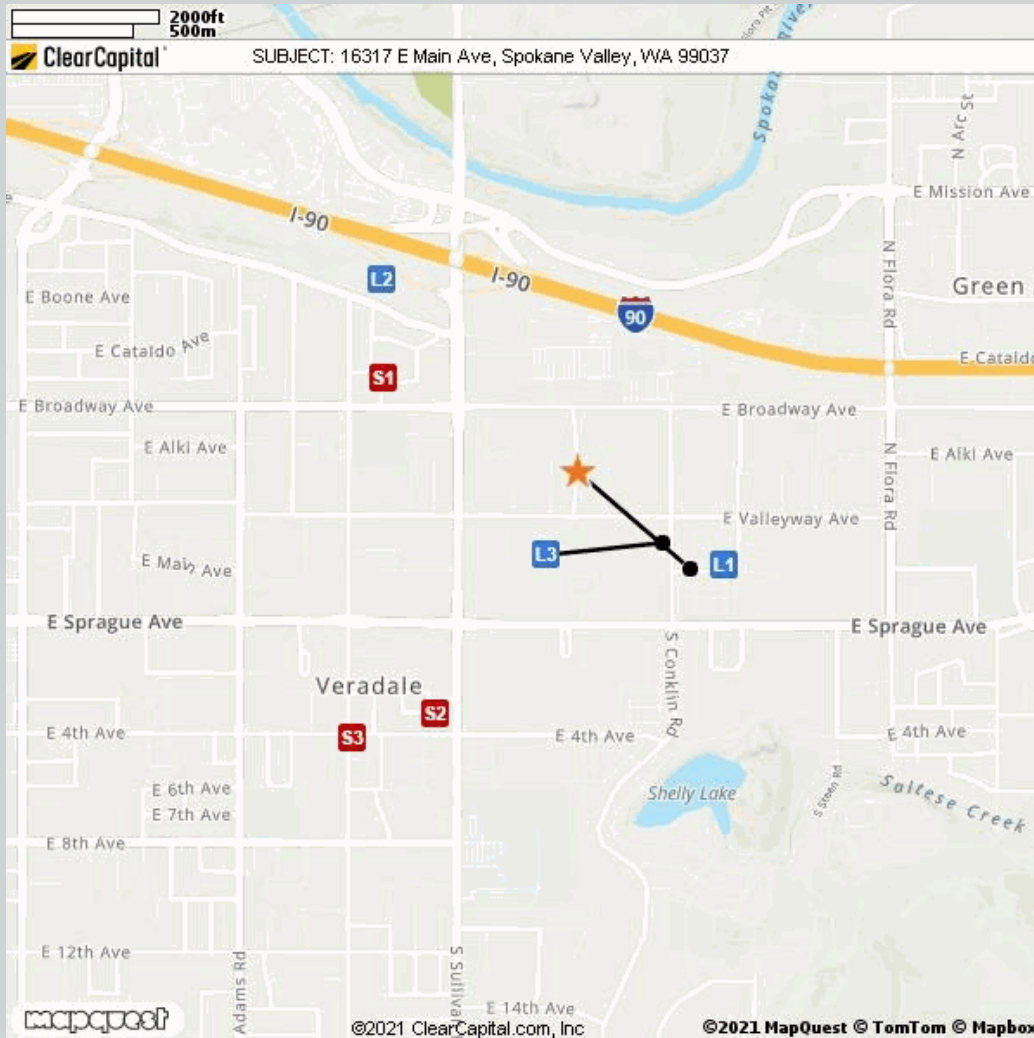 2000ft
500m
ClearCapital
SUBJECT: 16317 E Main Ave, Spokane Valley, WA 99037
N Arc St
E Mission Ave
I-90
I-90
L2
N Flora Rd
E Boone Ave
Green
90
E Cataldo Ave
E Cataldo
S1
E Broadway Ave
E Broadway Ave
E Alki Ave
E Alki Ave
N Flora Rd
E Valleyway Ave
L3
E Main Ave
L1
E Sprague Ave
E Sprague Ave
S Conklin Rd
Veradale
S2
E 4th Ave
S3
E 4th Ave
E 4th Ave
E 6th Ave
Shelly Lake
S Steen Rd
Saltese Creek
E 7th Ave
E 8th Ave
E 12th Ave
Adams Rd
E 14th Ave
mapquest
©2021 ClearCapital.com, Inc
©2021 MapQuest © TomTom © Mapbox